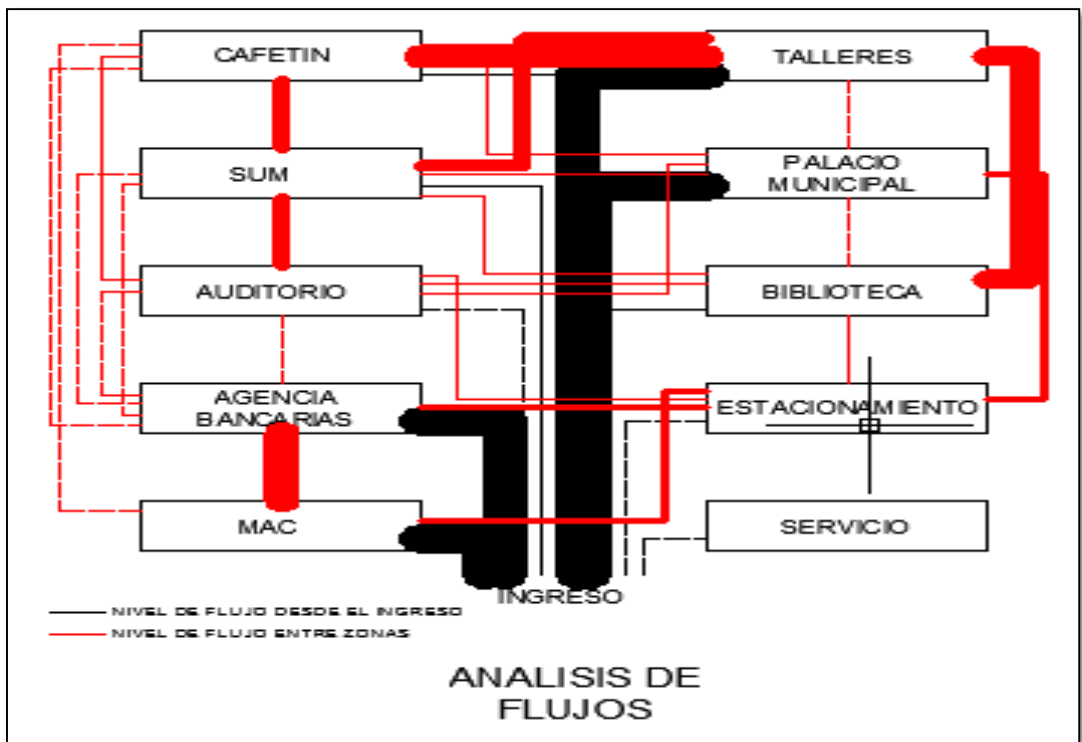 CAFETIN
TALLERES
SUM
PALACIO
MUNICIPAL
AUDITORIO
BIBLIOTECA
AGENCIA
BANCARIAS
ESTACIONAMIENTO
MAC
SERVICIO
INGRESO
NIVEL DE FLUJO DESDE EL INGRESO
NIVEL DE FLUJO ENTRE ZONAS
ANALISIS DE
FLUJOS